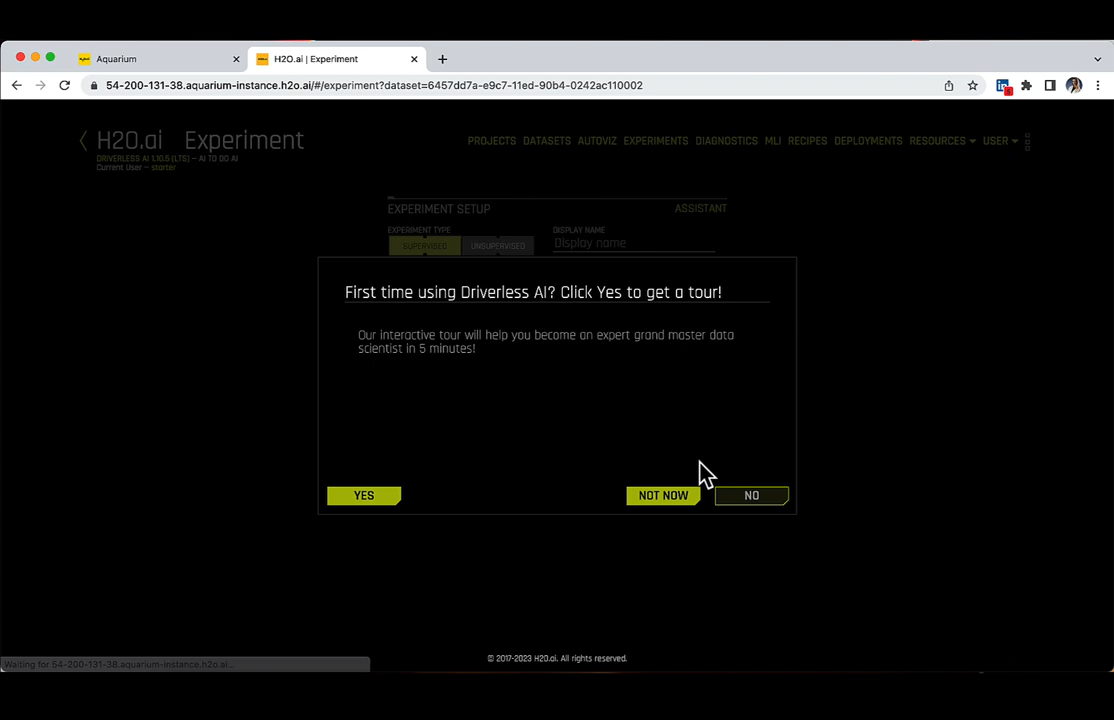 Aquarium
H2O.ai | Experiment
54-200-131-38.aquarium-instance.h2o.ai/#/experiment?dataset=6457dd7a-e9c7-11ed-90b4-0242ac110002
H2O.ai Experiment
DRIVERLESS AI 1.10.5 (LTS) — AI TO DO AI
Current User — starter
PROJECTS DATASETS AUTOVIZ EXPERIMENTS DIAGNOSTICS MLI RECIPES DEPLOYMENTS RESOURCES USER
EXPERIMENT SETUP ASSISTANT
EXPERIMENT TYPE DISPLAY NAME
SUPERVISED UNSUPERVISED Display name
First time using Driverless AI? Click Yes to get a tour!
Our interactive tour will help you become an expert grand master data
scientist in 5 minutes!
YES NOT NOW NO
© 2017-2023 H2O.ai. All rights reserved.
Waiting for 54-200-131-38.aquarium-instance.h2o.ai...